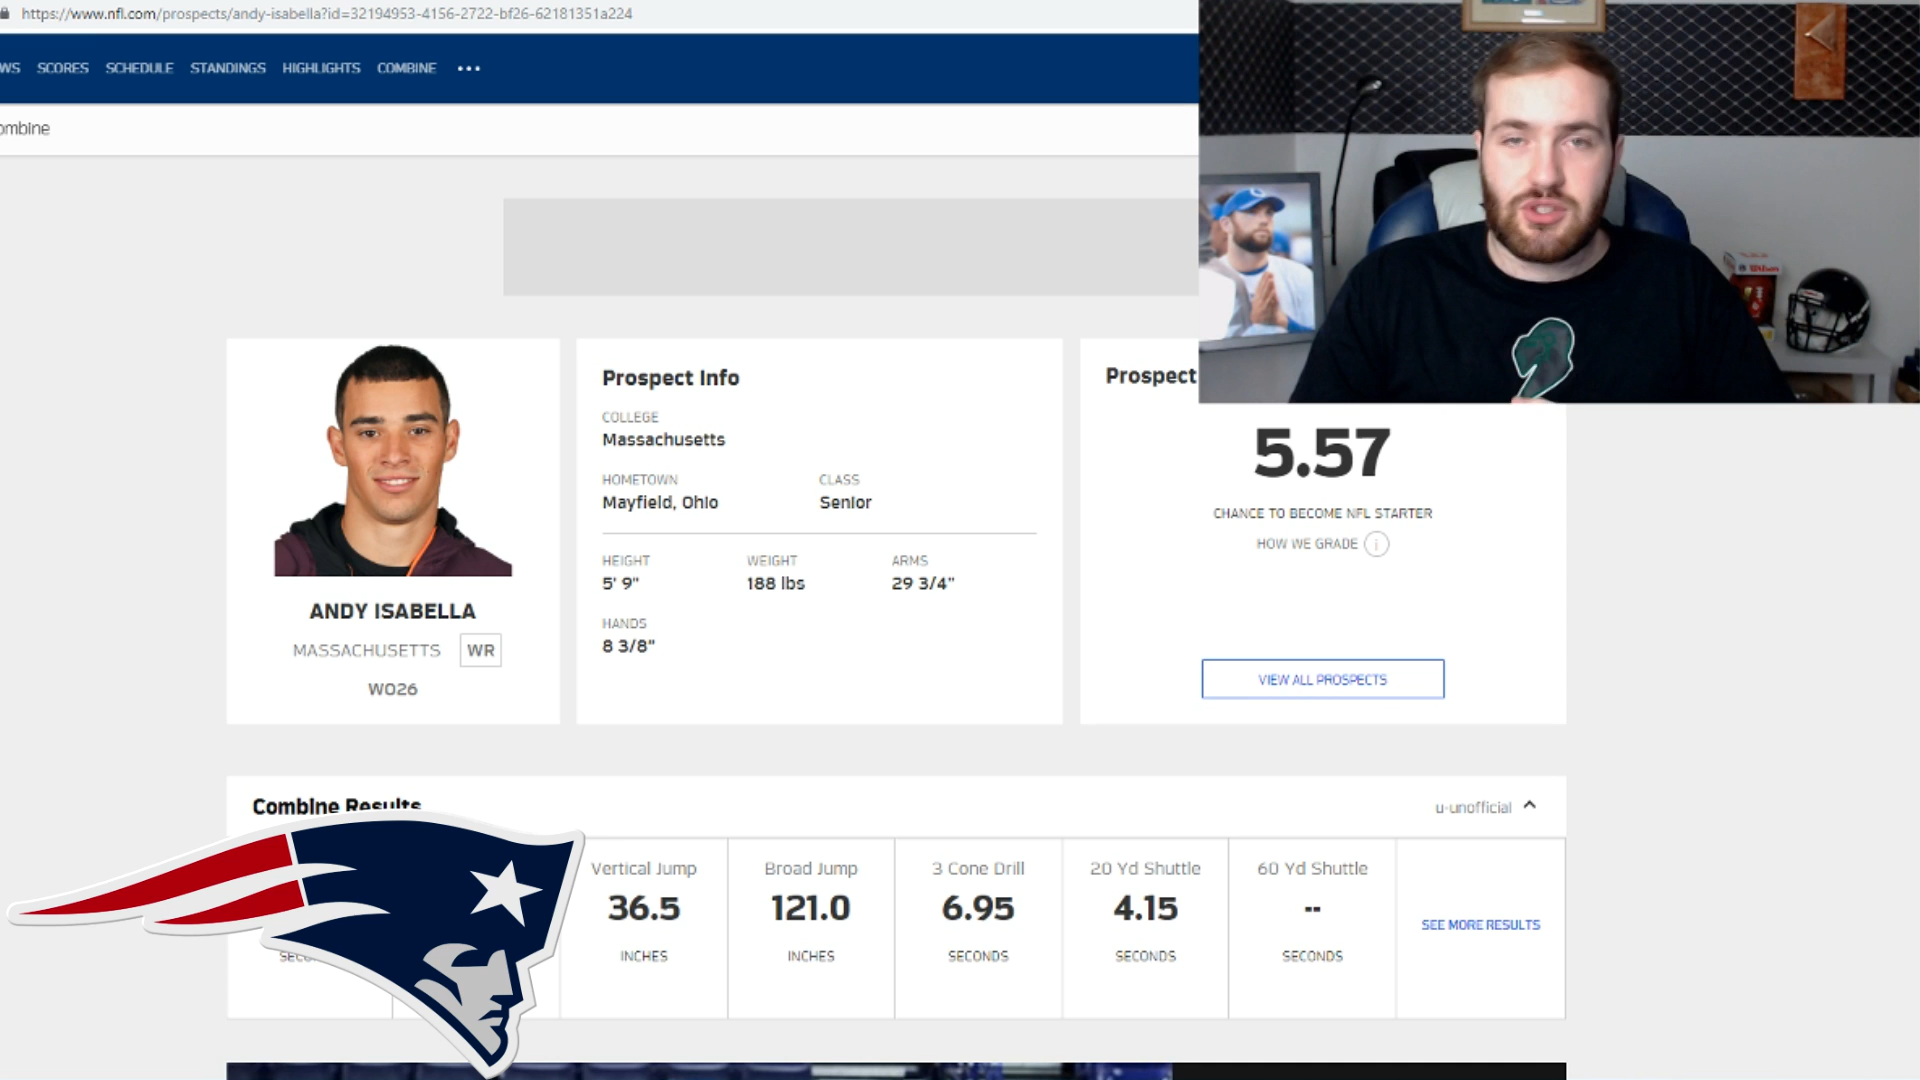 https://www.nfl.com/prospects/andy-isabella?id=32194953-4156-2722-bf26-62181351a224
WS SCORES SCHEDULE STANDINGS HIGHLIGHTS COMBINE •••
ombine
Wilson
Prospect Info
COLLEGE
Massachusetts
HOMETOWN
Mayfield, Ohio
CLASS
Senior
HEIGHT
5' 9"
WEIGHT
188 lbs
ARMS
29 3/4"
HANDS
8 3/8"
ANDY ISABELLA
MASSACHUSETTS WR
WO26
Prospect
5.57
CHANCE TO BECOME NFL STARTER
HOW WE GRADE i
VIEW ALL PROSPECTS
Combine Results
u-unofficial
Vertical Jump
36.5
INCHES
Broad Jump
121.0
INCHES
3 Cone Drill
6.95
SECONDS
20 Yd Shuttle
4.15
SECONDS
60 Yd Shuttle
--
SECONDS
SEE MORE RESULTS